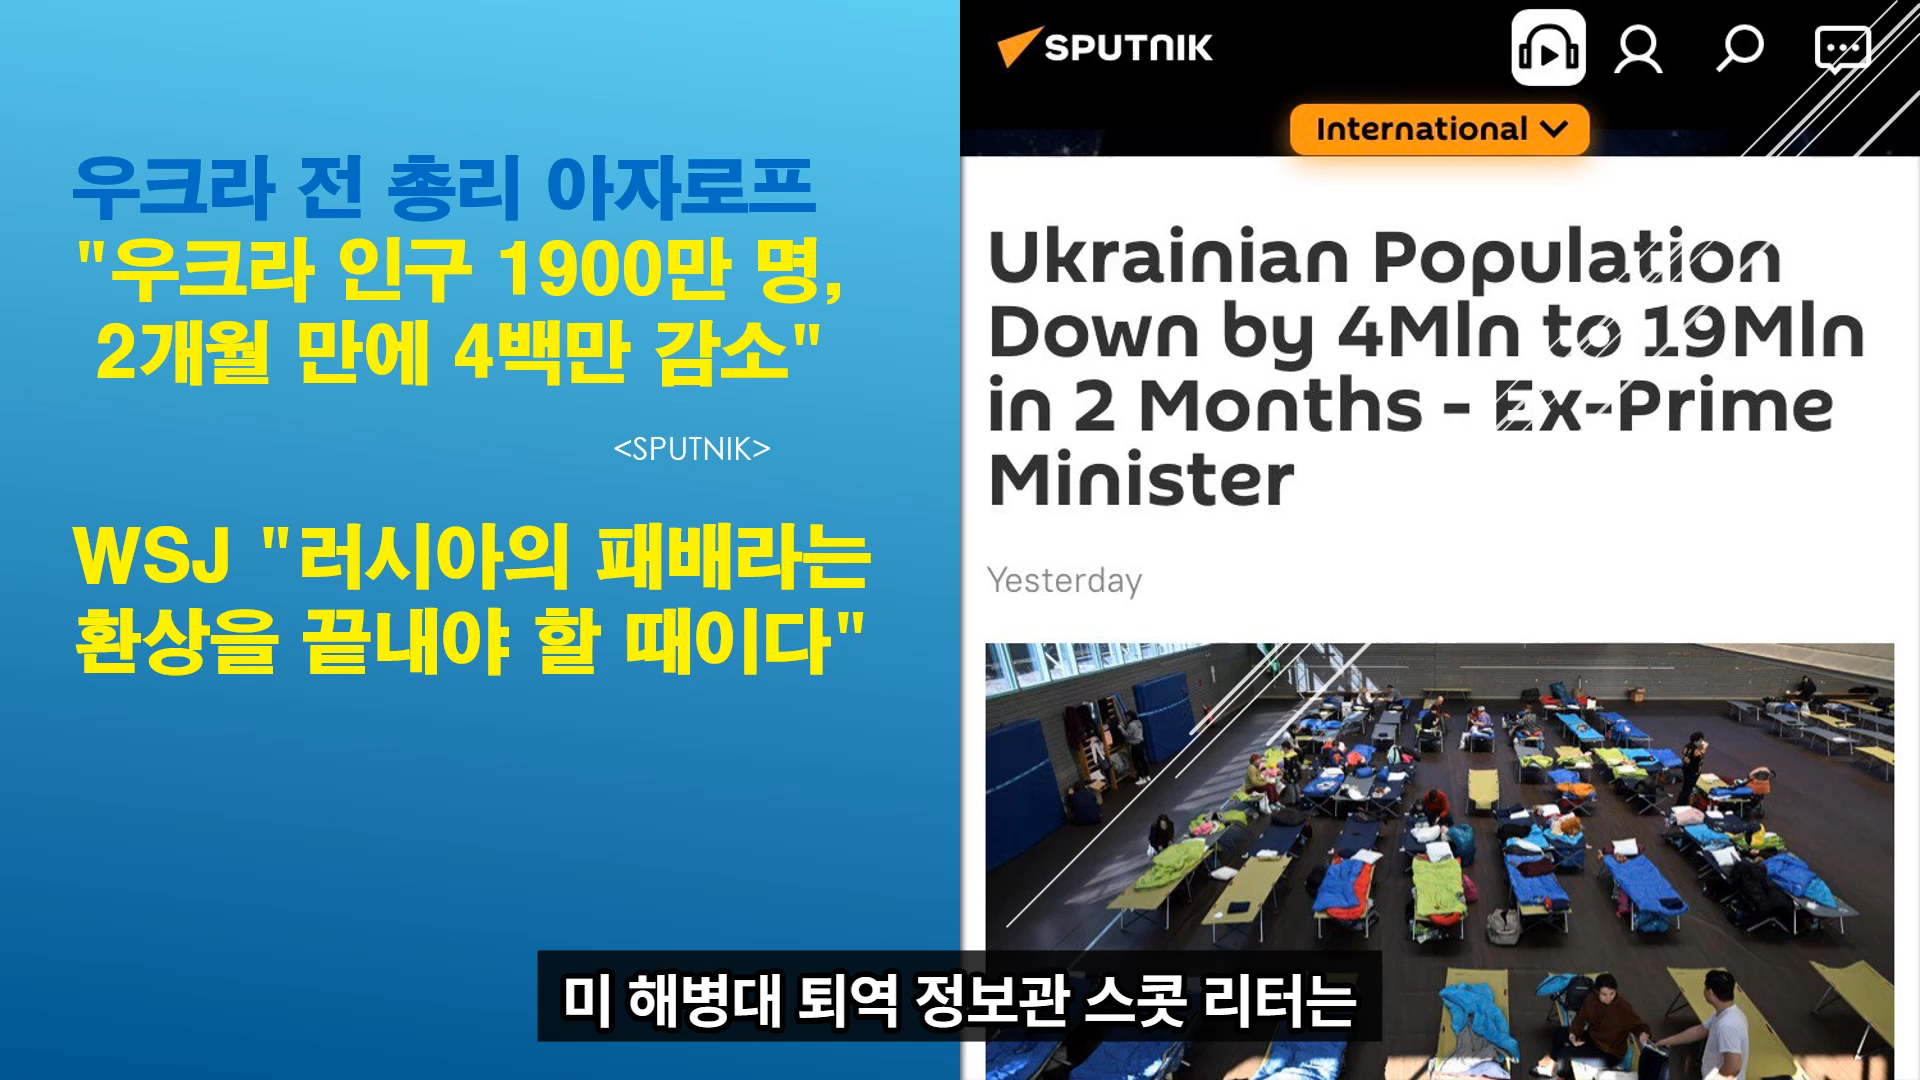 우크라 전 총리 아자로프
"우크라 인구 1900만 명,
2개월 만에 4백만 감소"
<SPUTNIK>
WSJ "러시아의 패배라는
환상을 끝내야 할 때이다"
SPUTNIK
International
Ukrainian Population
Down by 4Mln to 19Mln
in 2 Months - Ex-Prime
Minister
Yesterday
미 해병대 퇴역 정보관 스콧 리터는